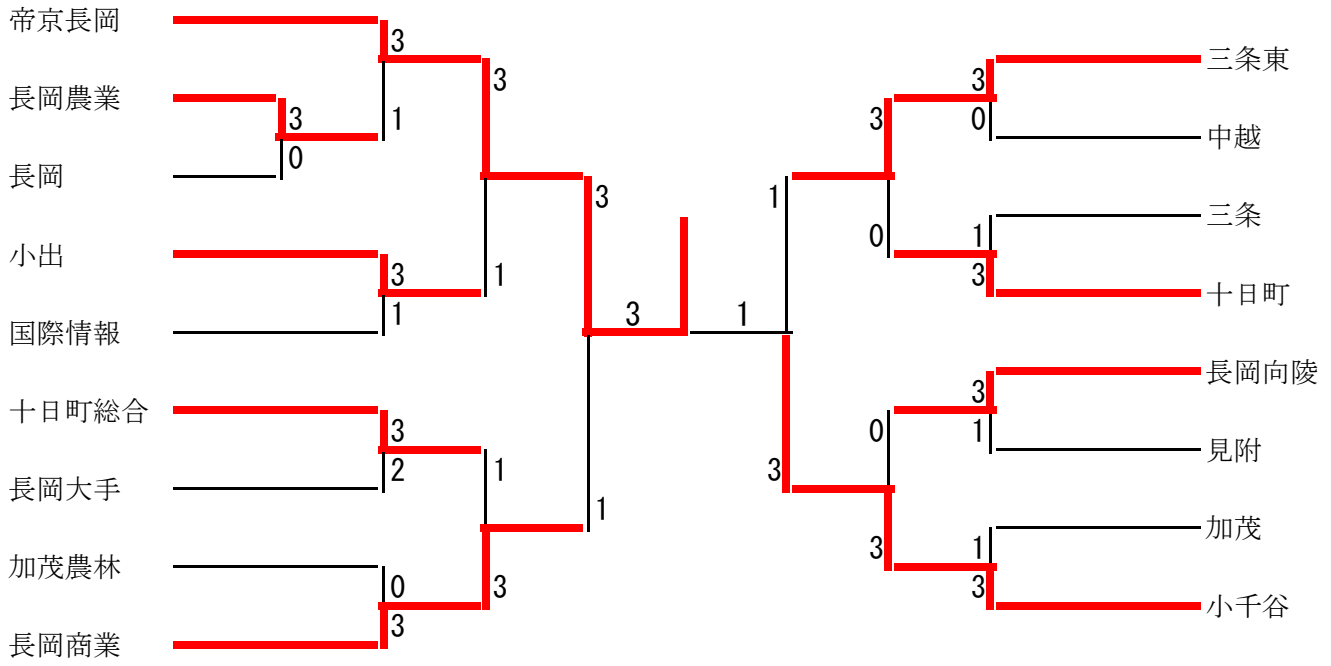 帝京長岡
長岡農業
長岡
小出
国際情報
十日町総合
長岡大手
加茂農林
長岡商業
3
1
3
0
3
1
3
2
0
3
3
1
1
3
3
1
3
1
1
3
3
0
0
3
3
0
1
3
3
1
1
3
三条東
中越
三条
十日町
長岡向陵
見附
加茂
小千谷